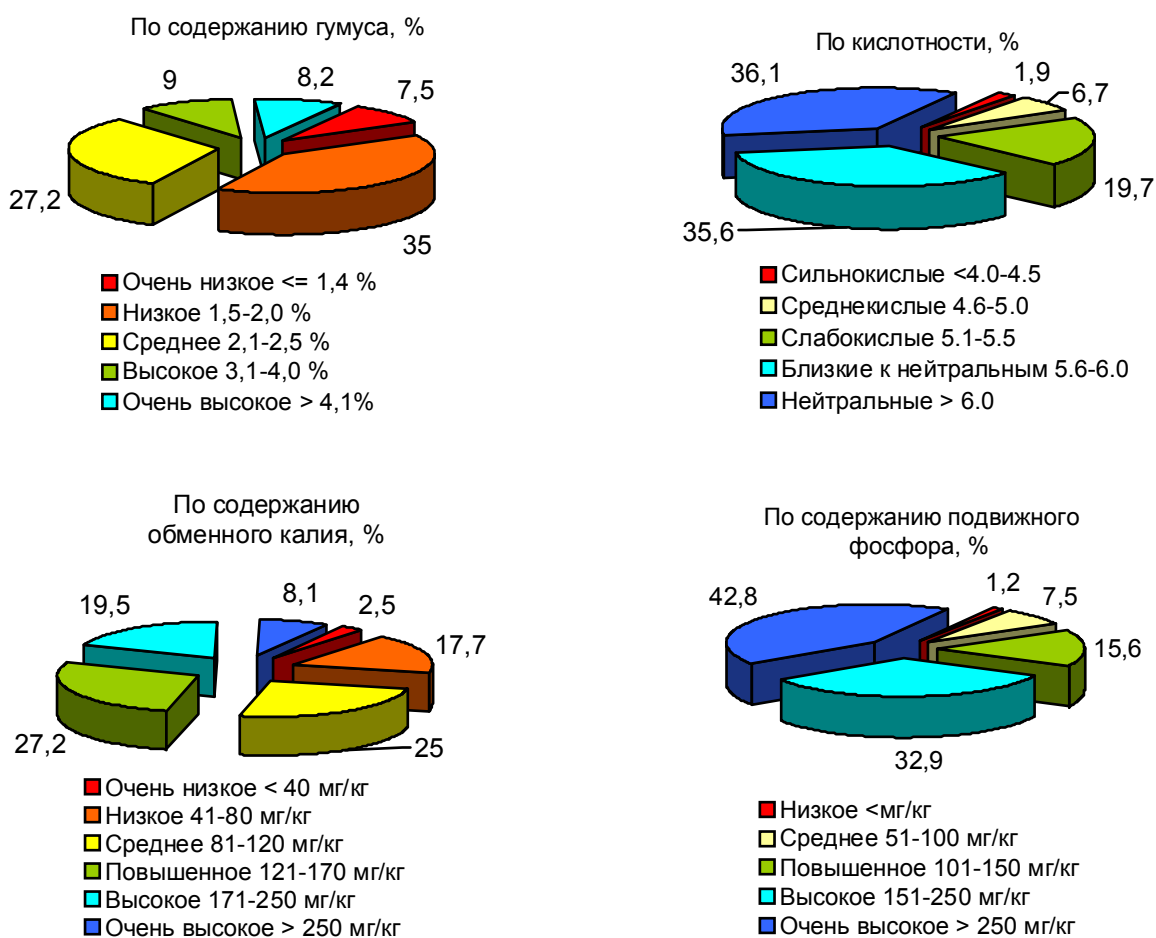 По содержанию гумуса, %
9
8,2
7,5
27,2
35
Очень низкое <= 1,4 %
Низкое 1,5-2,0 %
Среднее 2,1-2,5 %
Высокое 3,1-4,0 %
Очень высокое > 4,1%
По кислотности, %
36,1
1,9
6,7
19,7
35,6
Сильнокислые <4.0-4.5
Среднекислые 4.6-5.0
Слабокислые 5.1-5.5
Близкие к нейтральным 5.6-6.0
Нейтральные > 6.0
По содержанию
обменного калия, %
19,5
8,1
2,5
17,7
27,2
25
Очень низкое < 40 мг/кг
Низкое 41-80 мг/кг
Среднее 81-120 мг/кг
Повышенное 121-170 мг/кг
Высокое 171-250 мг/кг
Очень высокое > 250 мг/кг
По содержанию подвижного
фосфора, %
42,8
1,2
7,5
15,6
32,9
Низкое <мг/кг
Среднее 51-100 мг/кг
Повышенное 101-150 мг/кг
Высокое 151-250 мг/кг
Очень высокое > 250 мг/кг